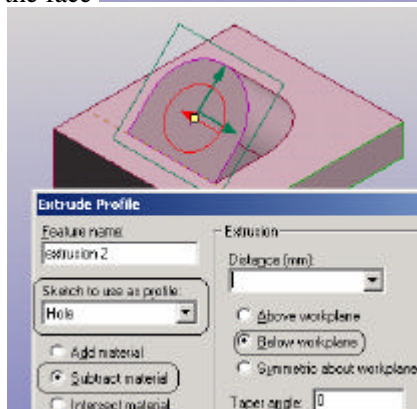 the face
Extrude Profile
Feature name:
extrusion 2
Sketch to use as profile:
Hole
Add material
Subtract material
Intersect material
Extrusion
Distance (mm):
Above workplane
Below workplane
Symmetric about workplane
Taper angle: 0